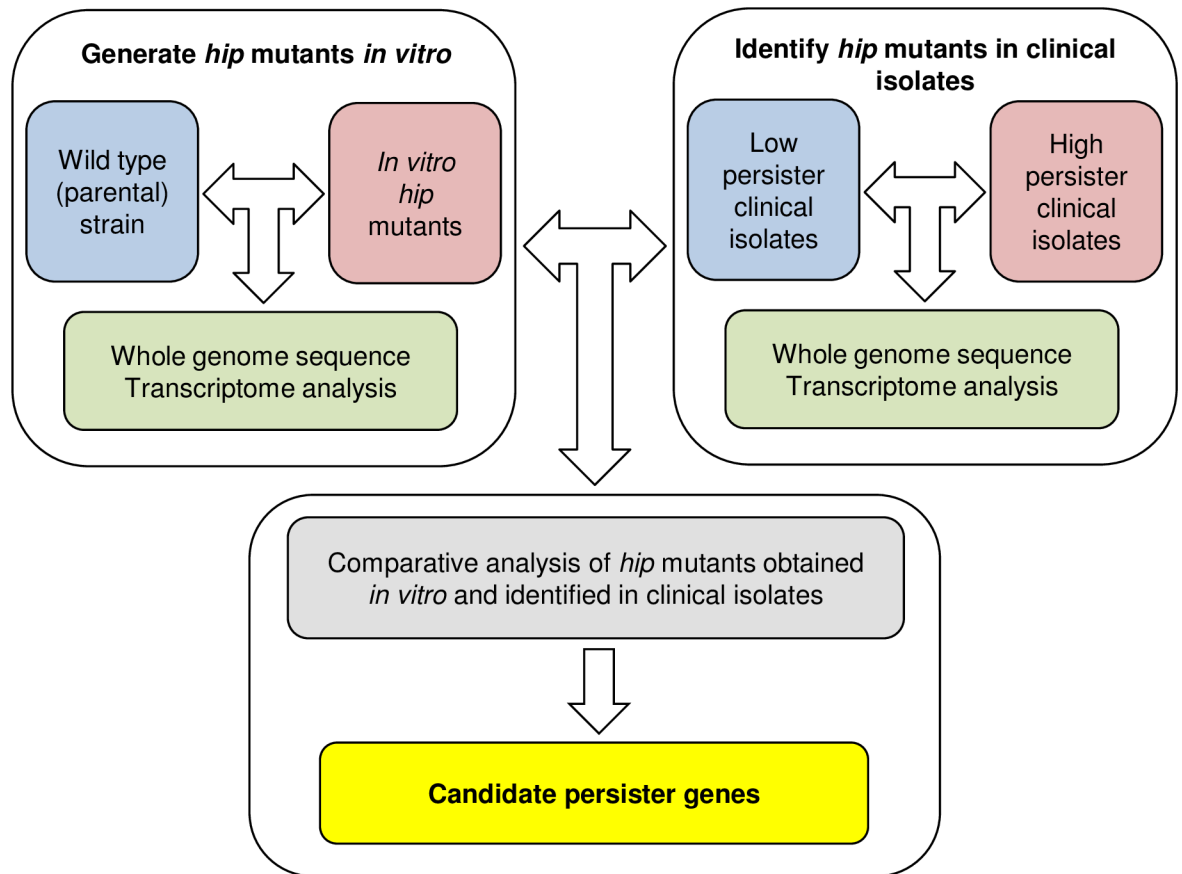 Generate hip mutants in vitro
Wild type
(parental)
strain
In vitro
hip
mutants
Whole genome sequence
Transcriptome analysis
Identify hip mutants in clinical
isolates
Low
persister
clinical
isolates
High
persister
clinical
isolates
Whole genome sequence
Transcriptome analysis
Comparative analysis of hip mutants obtained
in vitro and identified in clinical isolates
Candidate persister genes